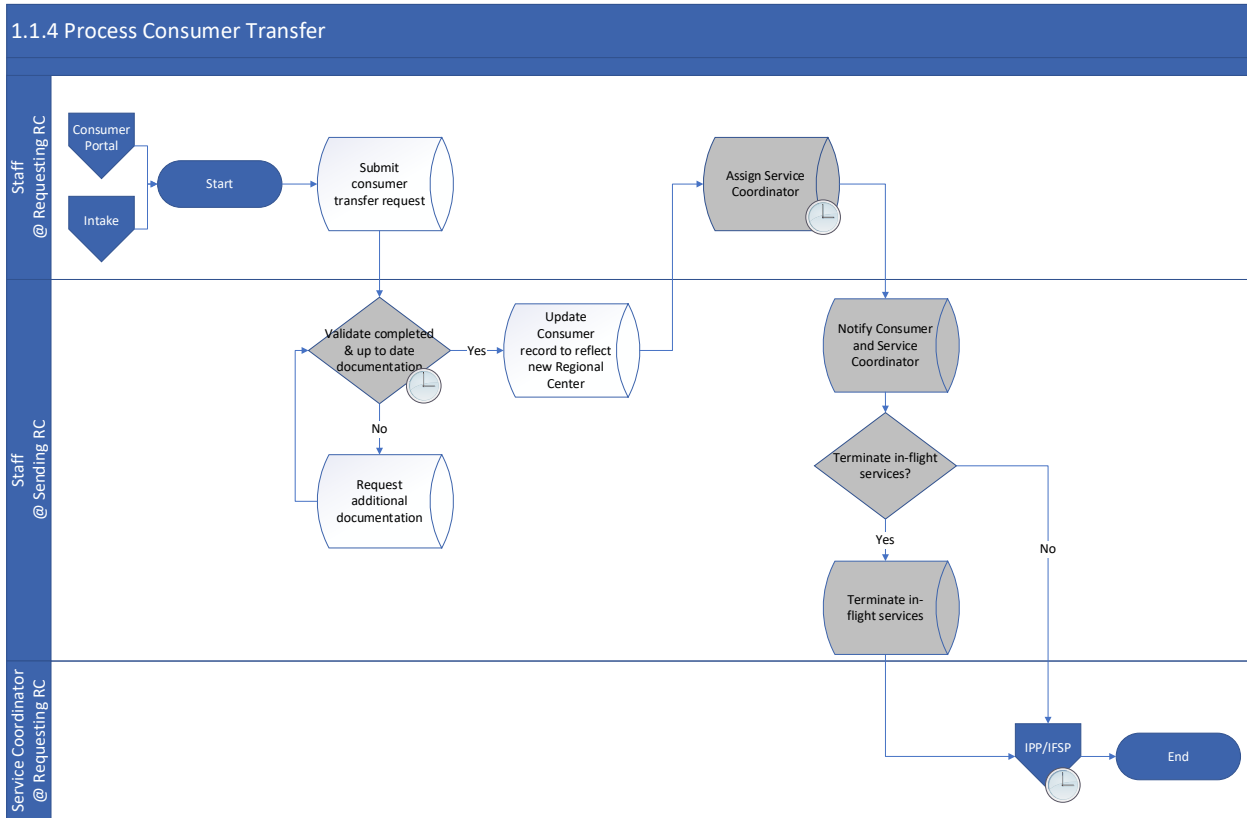 1.1.4 Process Consumer Transfer
Staff
@ Requesting RC
Consumer
Portal
Intake
Start
Submit
consumer
transfer request
Assign Service
Coordinator
Staff
@ Sending RC
Validate completed
& up to date
documentation
Yes
No
Request
additional
documentation
Update
Consumer
record to reflect
new Regional
Center
Notify Consumer
and Service
Coordinator
Terminate in-flight
services?
Yes
No
Terminate in-
flight services
Service Coordinator
@ Requesting RC
IPP/IFSP
End